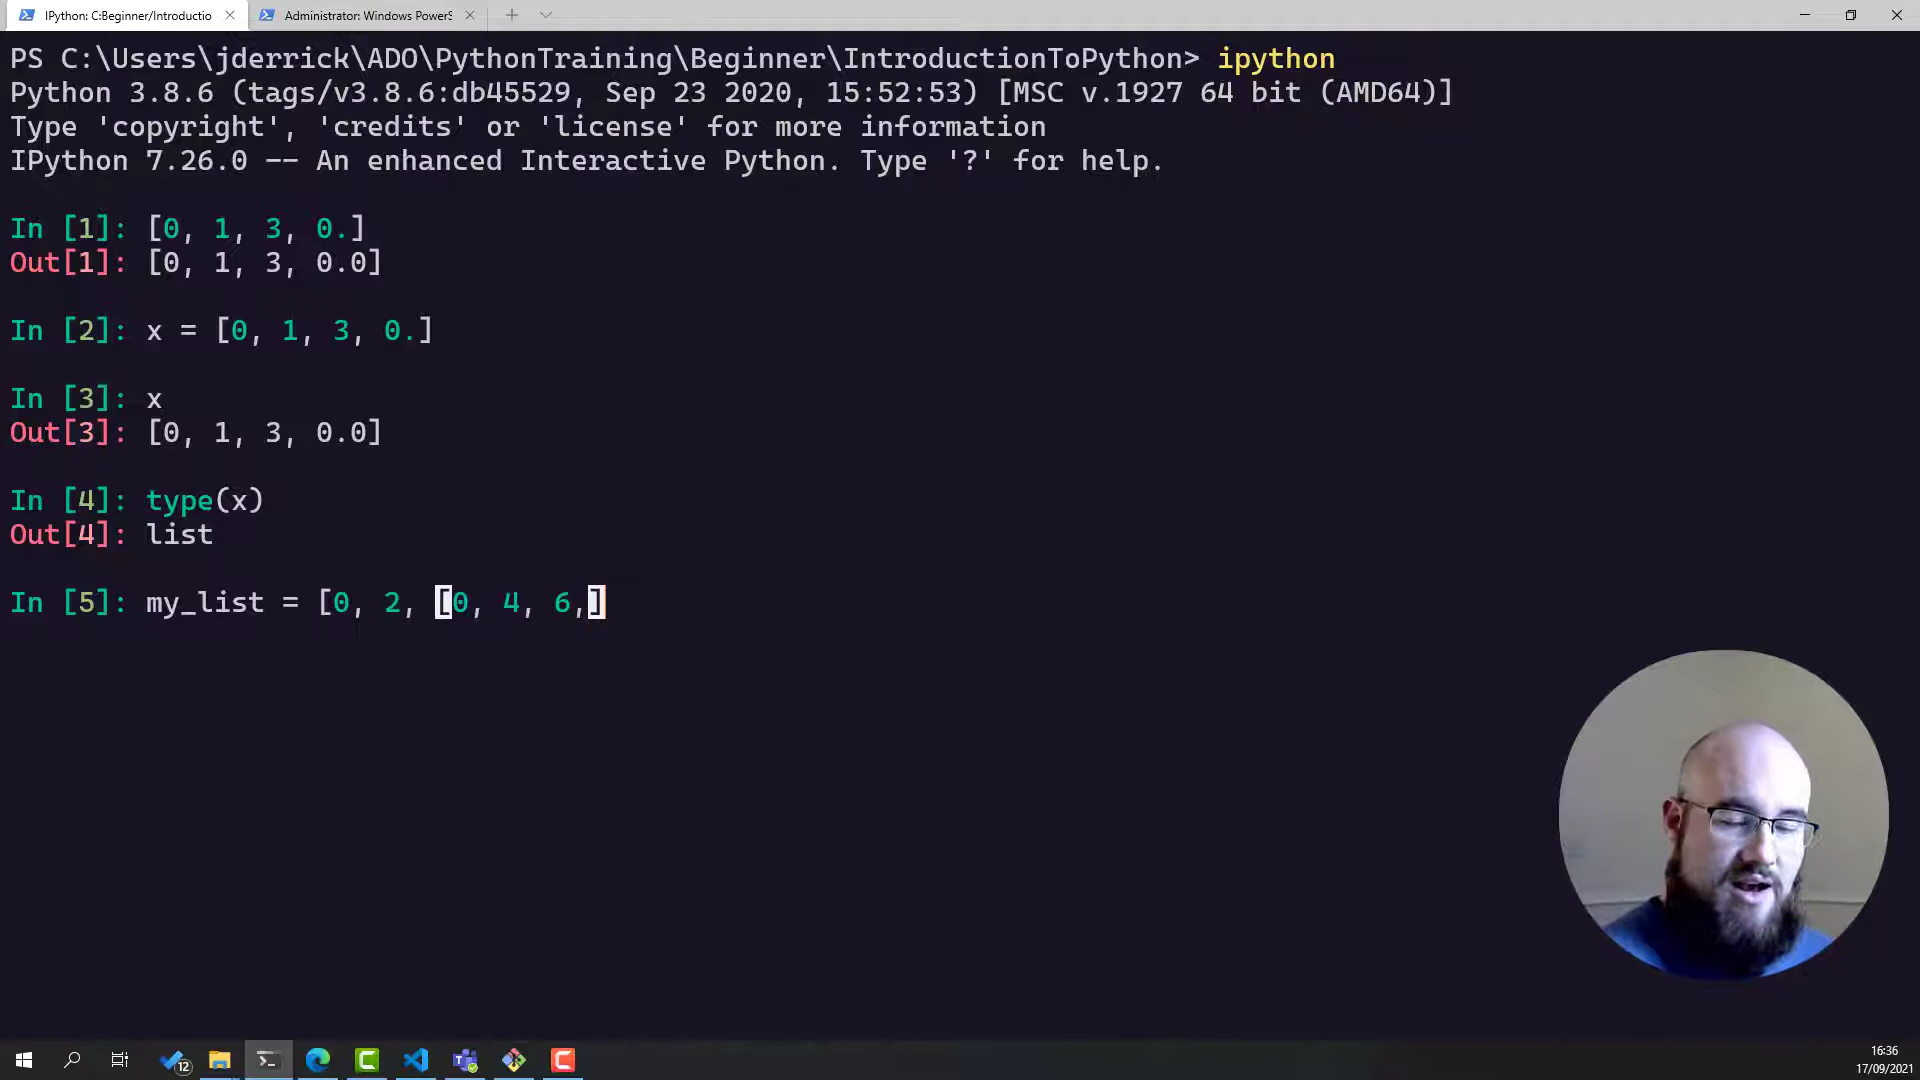 IPython: C:Beginner/Introductio
Administrator: Windows PowerS
PS C:\Users\jderrick\ADO\PythonTraining\Beginner\IntroductionToPython> ipython
Python 3.8.6 (tags/v3.8.6:db45529, Sep 23 2020, 15:52:53) [MSC v.1927 64 bit (AMD64)]
Type 'copyright', 'credits' or 'license' for more information
IPython 7.26.0 -- An enhanced Interactive Python. Type '?' for help.
In [1]: [0, 1, 3, 0.]
Out[1]: [0, 1, 3, 0.0]
In [2]: x = [0, 1, 3, 0.]
In [3]: x
Out[3]: [0, 1, 3, 0.0]
In [4]: type(x)
Out[4]: list
In [5]: my_list = [0, 2, [0, 4, 6,]
12
16:36
17/09/2021